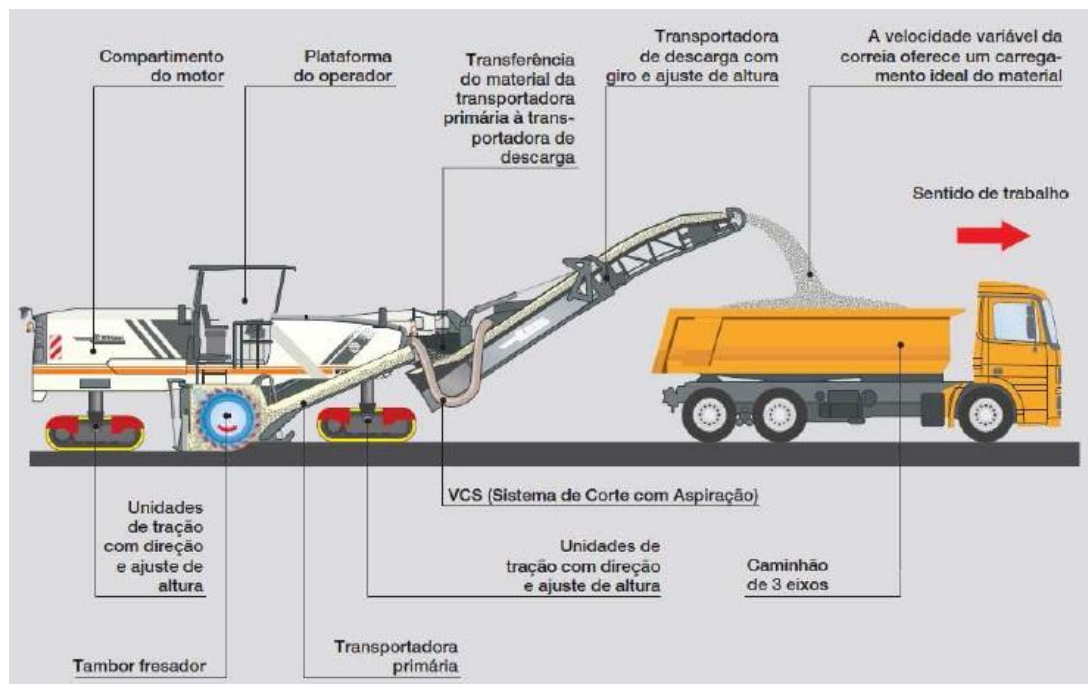 Compartimento
do motor
Plataforma
do operador
Transferência
do material da
transportadora
primária à trans-
portadora de
descarga
Transportadora
de descarga com
giro e ajuste de altura
A velocidade variável da
correia oferece um carrega-
mento ideal do material
Sentido de trabalho
VCS (Sistema de Corte com Aspiração)
Unidades
de tração
com direção
e ajuste de
altura
Unidades de
tração com direção
e ajuste de altura
Caminhão
de 3 eixos
Tambor fresador
Transportadora
primária